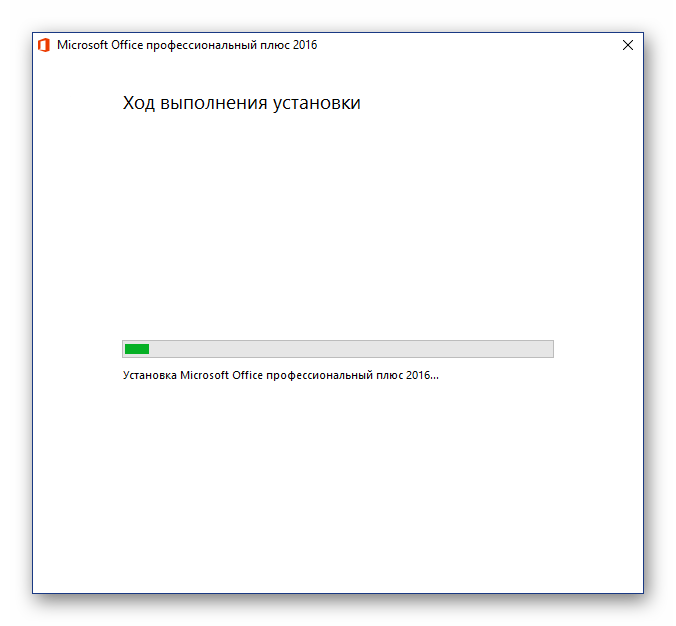 Microsoft Office профессиональный плюс 2016
Ход выполнения установки
Установка Microsoft Office профессиональный плюс 2016...